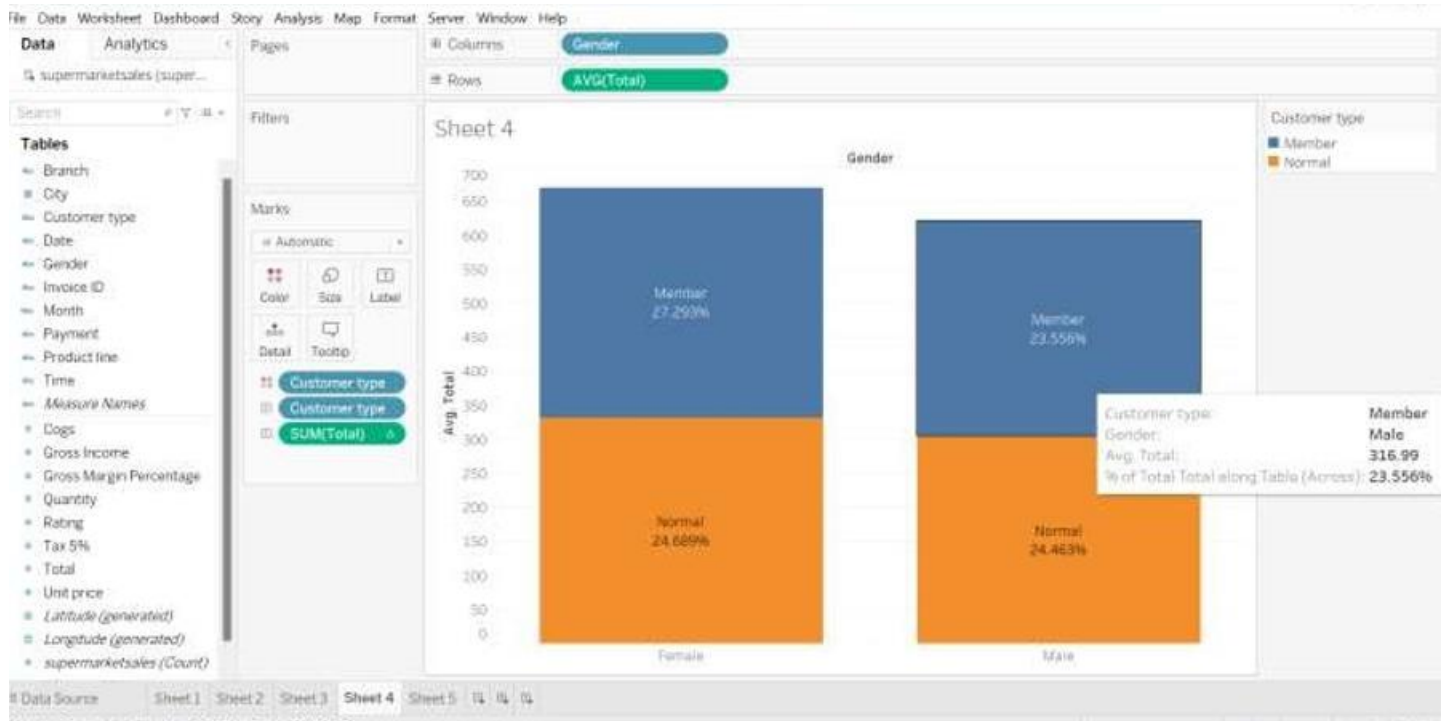 File Data Worksheet Dashboard Story Analysis Map Format Server Window Help
Data Analytics
supermarketsales (super...
Search
Tables
Branch
City
Customer type
Date
Gender
Invoice ID
Month
Payment
Product line
Time
Measure Names
Cogs
Gross Income
Gross Margin Percentage
Quantity
Rating
Tax 5%
Total
Unit price
Latitude (generated)
Longitude (generated)
supermarketsales (Count)
Pages
Filters
Marks
Automatic
Color Size Label
Detail Tooltip
Customer type
Customer type
SUM(Total)
Columns Gender
Rows AVG(Total)
Sheet 4
Gender
Avg. Total
700
650
600
550
500
450
400
350
300
250
200
150
100
50
0
Member
27.293%
Normal
24.689%
Member
23.556%
Normal
24.463%
Female Male
Customer type: Member
Gender: Male
Avg. Total: 316.99
% of Total Total along Table (Across): 23.556%
Customer type
Member
Normal
Data Source Sheet 1 Sheet 2 Sheet 3 Sheet 4 Sheet 5